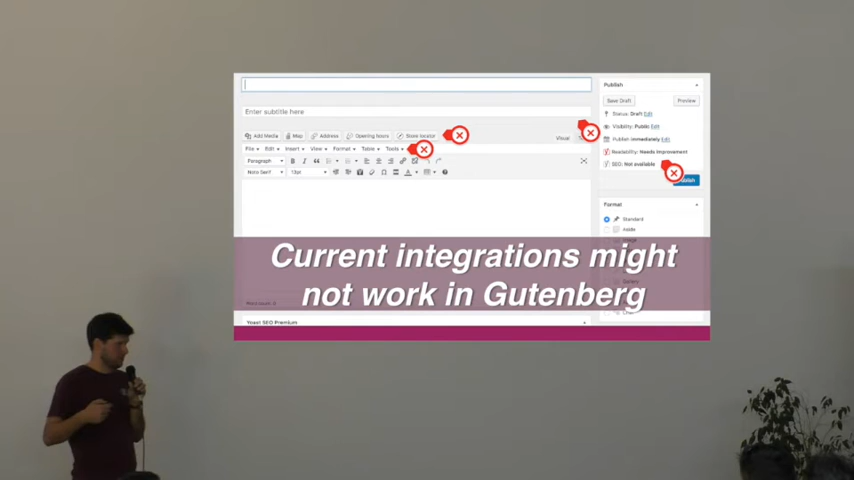 Enter subtitle here
Add Media Map Address Opening hours Store locator
Visual
File Edit Insert View Format Table Tools
Paragraph
12pt
Current integrations might
not work in Gutenberg
Yoast SEO Premium
Publish
Save Draft Preview
Status: Draft Edit
Visibility: Public Edit
Publish immediately Edit
Readability: Needs improvement
SEO: Not available
Format
Standard
Aside